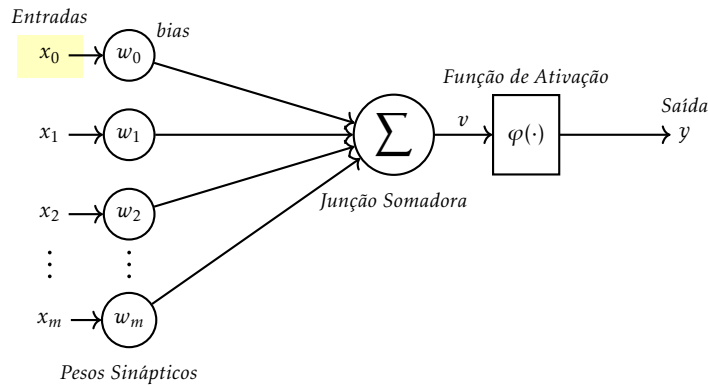 Entradas
x₀ w₀ bias
x₁ w₁
x₂ w₂
⋮ ⋮
xₘ wₘ
Pesos Sinápticos
∑
Junção Somadora
v
Função de Ativação
φ(·)
Saída
y